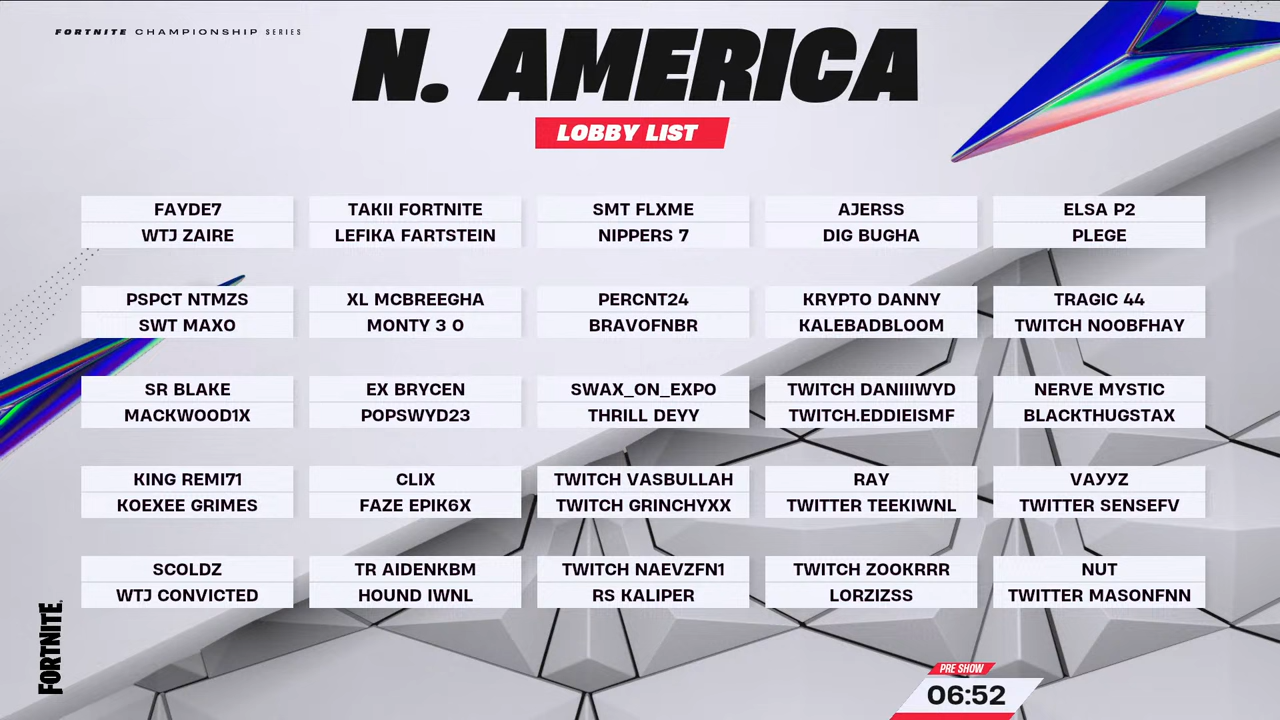 FORTNITE CHAMPIONSHIP SERIES
N. AMERICA
LOBBY LIST
FAYDE7
WTJ ZAIRE
TAKII FORTNITE
LEFIKA FARTSTEIN
SMT FLXME
NIPPERS 7
AJERSS
DIG BUGHA
ELSA P2
PLEGE
PSPCT NTMZS
SWT MAXO
XL MCBREEGHA
MONTY 3 0
PERCNT24
BRAVOFNBR
KRYPTO DANNY
KALEBADBLOOM
TRAGIC 44
TWITCH NOOBFHAY
SR BLAKE
MACKWOOD1X
EX BRYCEN
POPSWYD23
SWAX_ON_EXPO
THRILL DEYY
TWITCH DANIIIWYD
TWITCH.EDDIEISMF
NERVE MYSTIC
BLACKTHUGSTAX
KING REMI71
KOEXEE GRIMES
CLIX
FAZE EPIK6X
TWITCH VASBULLAH
TWITCH GRINCHYXX
RAY
TWITTER TEEKIWNL
VAУУZ
TWITTER SENSEFV
SCOLDZ
WTJ CONVICTED
TR AIDENKBM
HOUND IWNL
TWITCH NAEVZFN1
RS KALIPER
TWITCH ZOOKRRR
LORZIZSS
NUT
TWITTER MASONFNN
FORTNITE
PRE SHOW
06:52